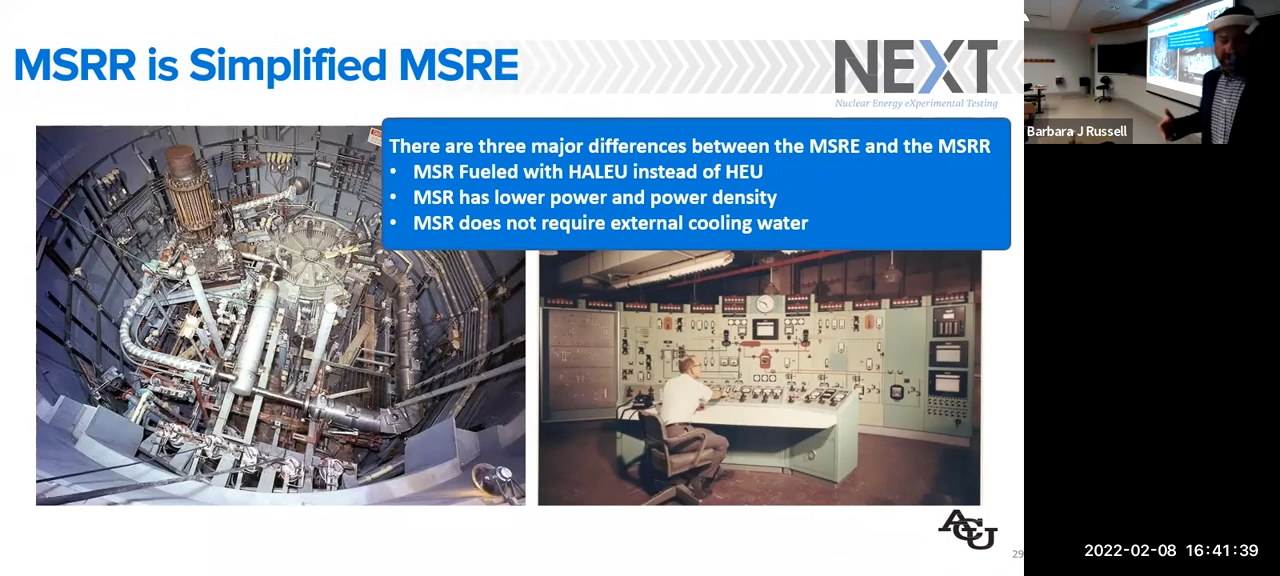 MSRR is Simplified MSRE
NEXT
Nuclear Energy eXperimental Testing
There are three major differences between the MSRE and the MSRR
• MSR Fueled with HALEU instead of HEU
• MSR has lower power and power density
• MSR does not require external cooling water
ACU
29
Barbara J Russell
2022-02-08 16:41:39